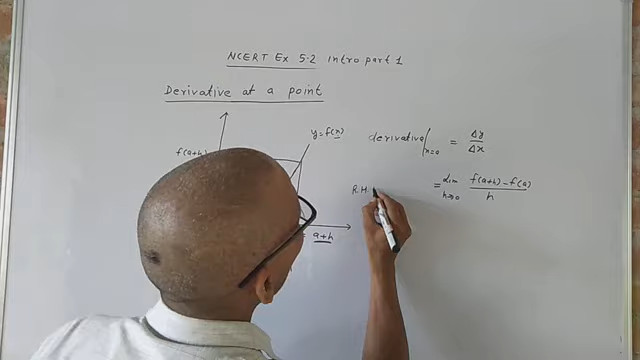 NCERT Ex 5.2 Intro part 1
Derivative at a point
y = f(x)
f(a+h)
a+h
derivative|x=a = Δy/Δx
= lim h→0 f(a+h) - f(a) / h
R.H.